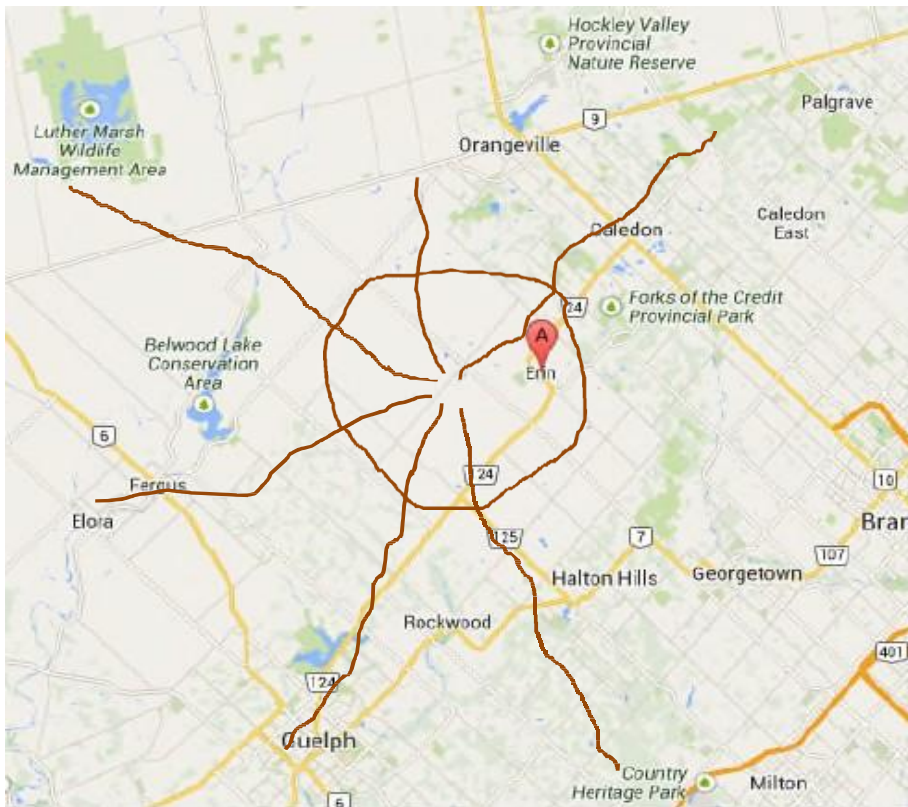 Hockley Valley
Provincial
Nature Reserve
Palgrave
9
Orangeville
Luther Marsh
Wildlife
Management Area
Caledon
East
Caledon
Forks of the Credit
Provincial Park
24
A
Belwood Lake
Conservation
Area
Erin
6
124
10
Fergus
Elora
Bran
125
7
107
Halton Hills
Georgetown
Rockwood
401
124
Guelph
Country
Heritage Park
Milton
6